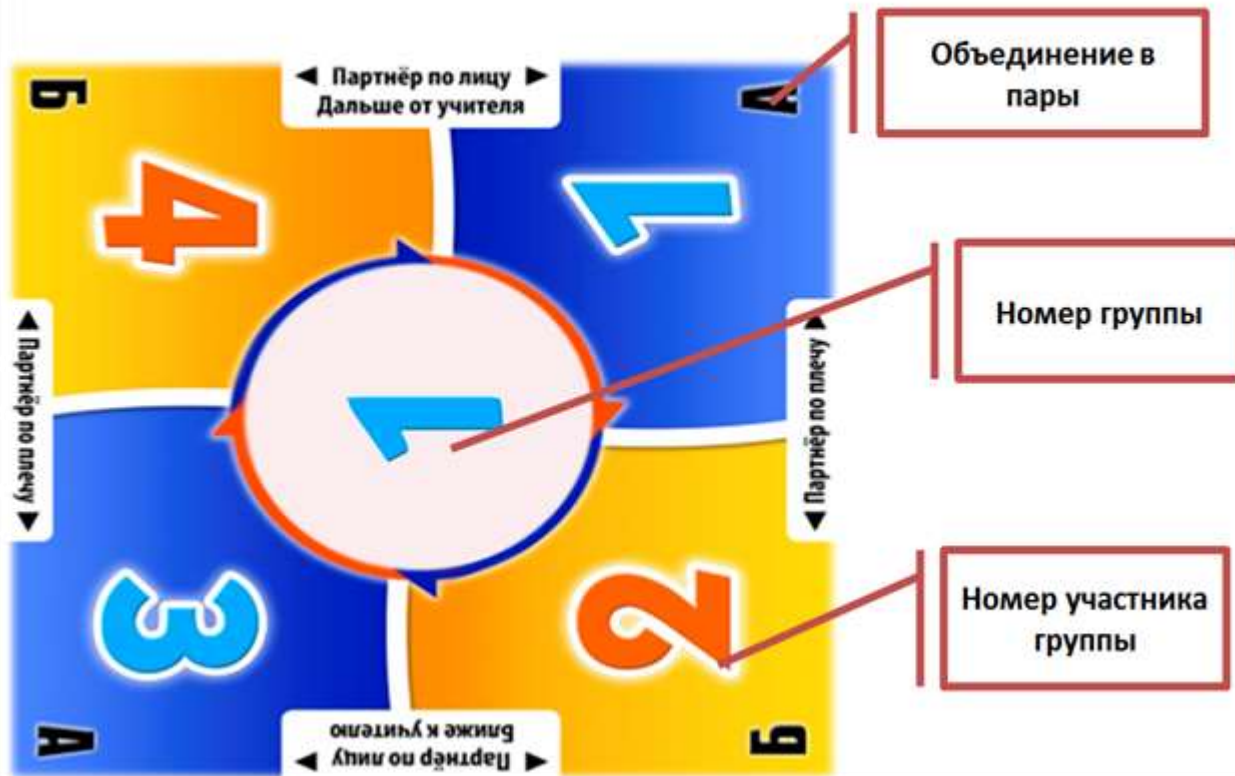 Б
◄ Партнёр по лицу ►
Дальше от учителя
А
Объединение в
пары
4
1
Номер группы
◄ Партнёр по плечу ►
1
◄ Партнёр по плечу ►
3
2
Номер участника
группы
А
◄ Партнёр по лицу ►
Ближе к учителю
Б